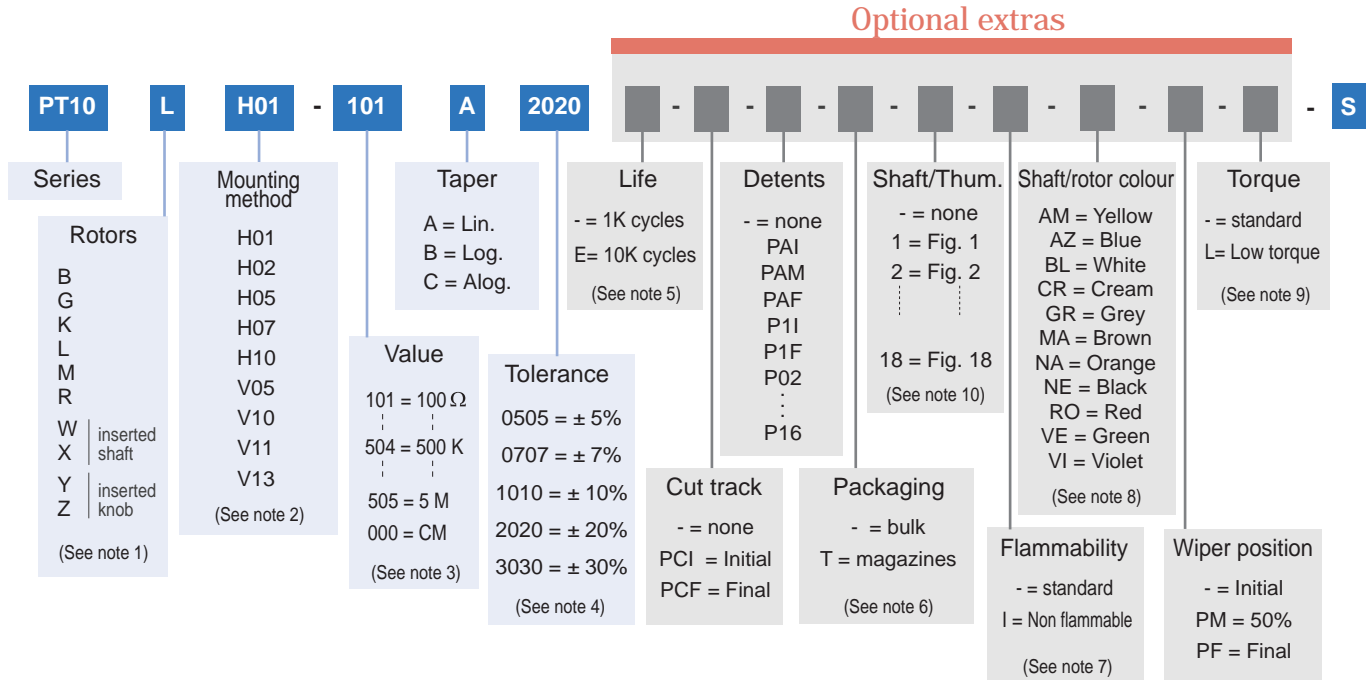 Optional extras
PT10 L H01 - 101 A 2020 - - - - - - - - - S
Series
Rotors
B
G
K
L
M
R
W
X
inserted
shaft
Y
Z
inserted
knob
(See note 1)
Mounting
method
H01
H02
H05
H07
H10
V05
V10
V11
V13
(See note 2)
Value
101 = 100 Ω
504 = 500 K
505 = 5 M
000 = CM
(See note 3)
Taper
A = Lin.
B = Log.
C = Alog.
Tolerance
0505 = ± 5%
0707 = ± 7%
1010 = ± 10%
2020 = ± 20%
3030 = ± 30%
(See note 4)
Life
- = 1K cycles
E= 10K cycles
(See note 5)
Cut track
- = none
PCI = Initial
PCF = Final
Detents
- = none
PAI
PAM
PAF
P1I
P1F
P02
:
:
P16
Packaging
- = bulk
T = magazines
(See note 6)
Shaft/Thum.
- = none
1 = Fig. 1
2 = Fig. 2
18 = Fig. 18
(See note 10)
Flammability
- = standard
I = Non flammable
(See note 7)
Shaft/rotor colour
AM = Yellow
AZ = Blue
BL = White
CR = Cream
GR = Grey
MA = Brown
NA = Orange
NE = Black
RO = Red
VE = Green
VI = Violet
(See note 8)
Wiper position
- = Initial
PM = 50%
PF = Final
Torque
- = standard
L= Low torque
(See note 9)